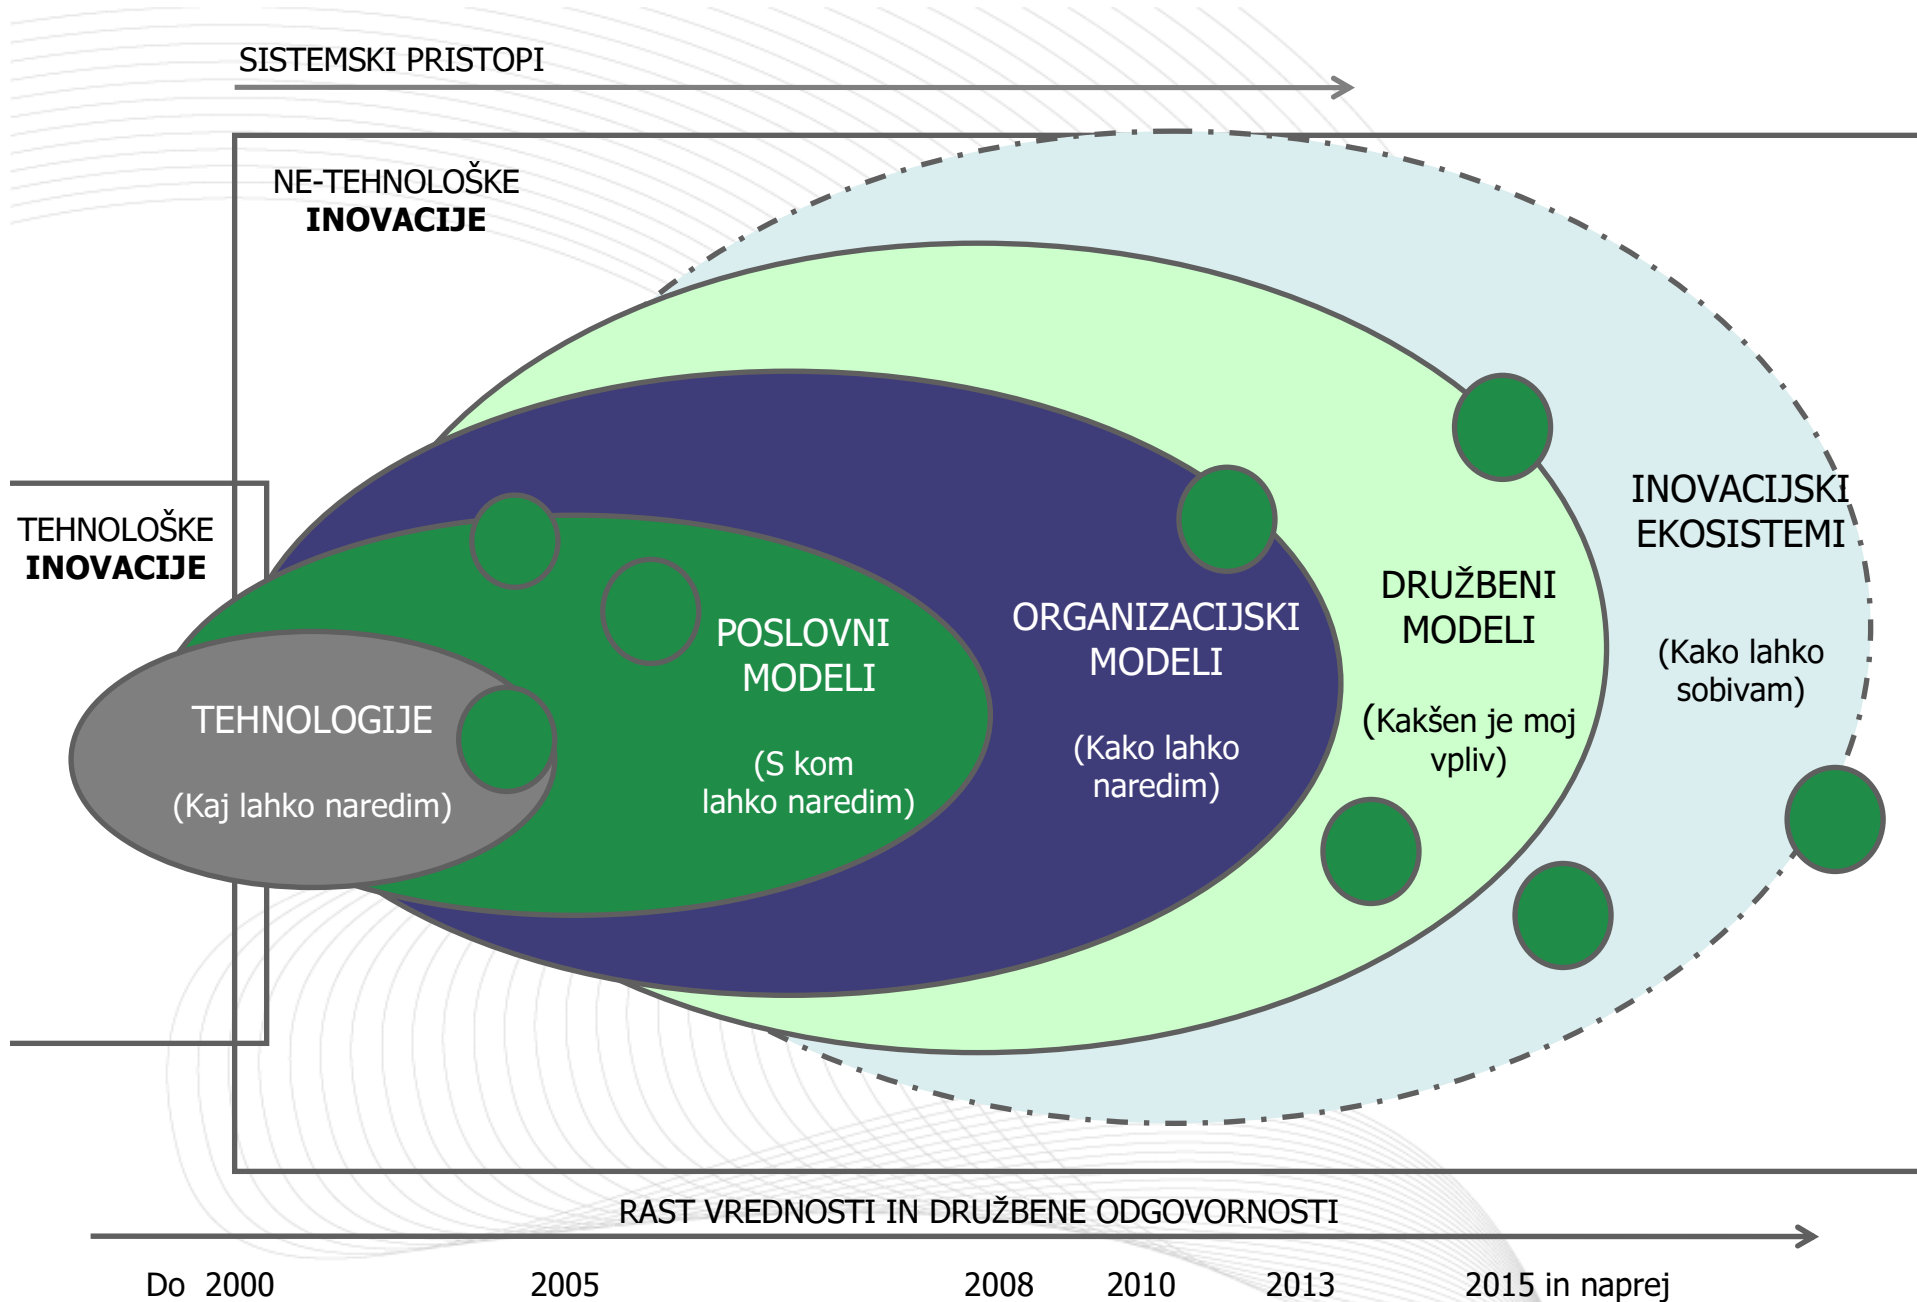 SISTEMSKI PRISTOPI
NE-TEHNOLOŠKE
INOVACIJE
TEHNOLOŠKE
INOVACIJE
TEHNOLOGIJE
(Kaj lahko naredim)
POSLOVNI
MODELI
(S kom
lahko naredim)
ORGANIZACIJSKI
MODELI
(Kako lahko
naredim)
DRUŽBENI
MODELI
(Kakšen je moj
vpliv)
INOVACIJSKI
EKOSISTEMI
(Kako lahko
sobivam)
RAST VREDNOSTI IN DRUŽBENE ODGOVORNOSTI
Do 2000 2005 2008 2010 2013 2015 in naprej